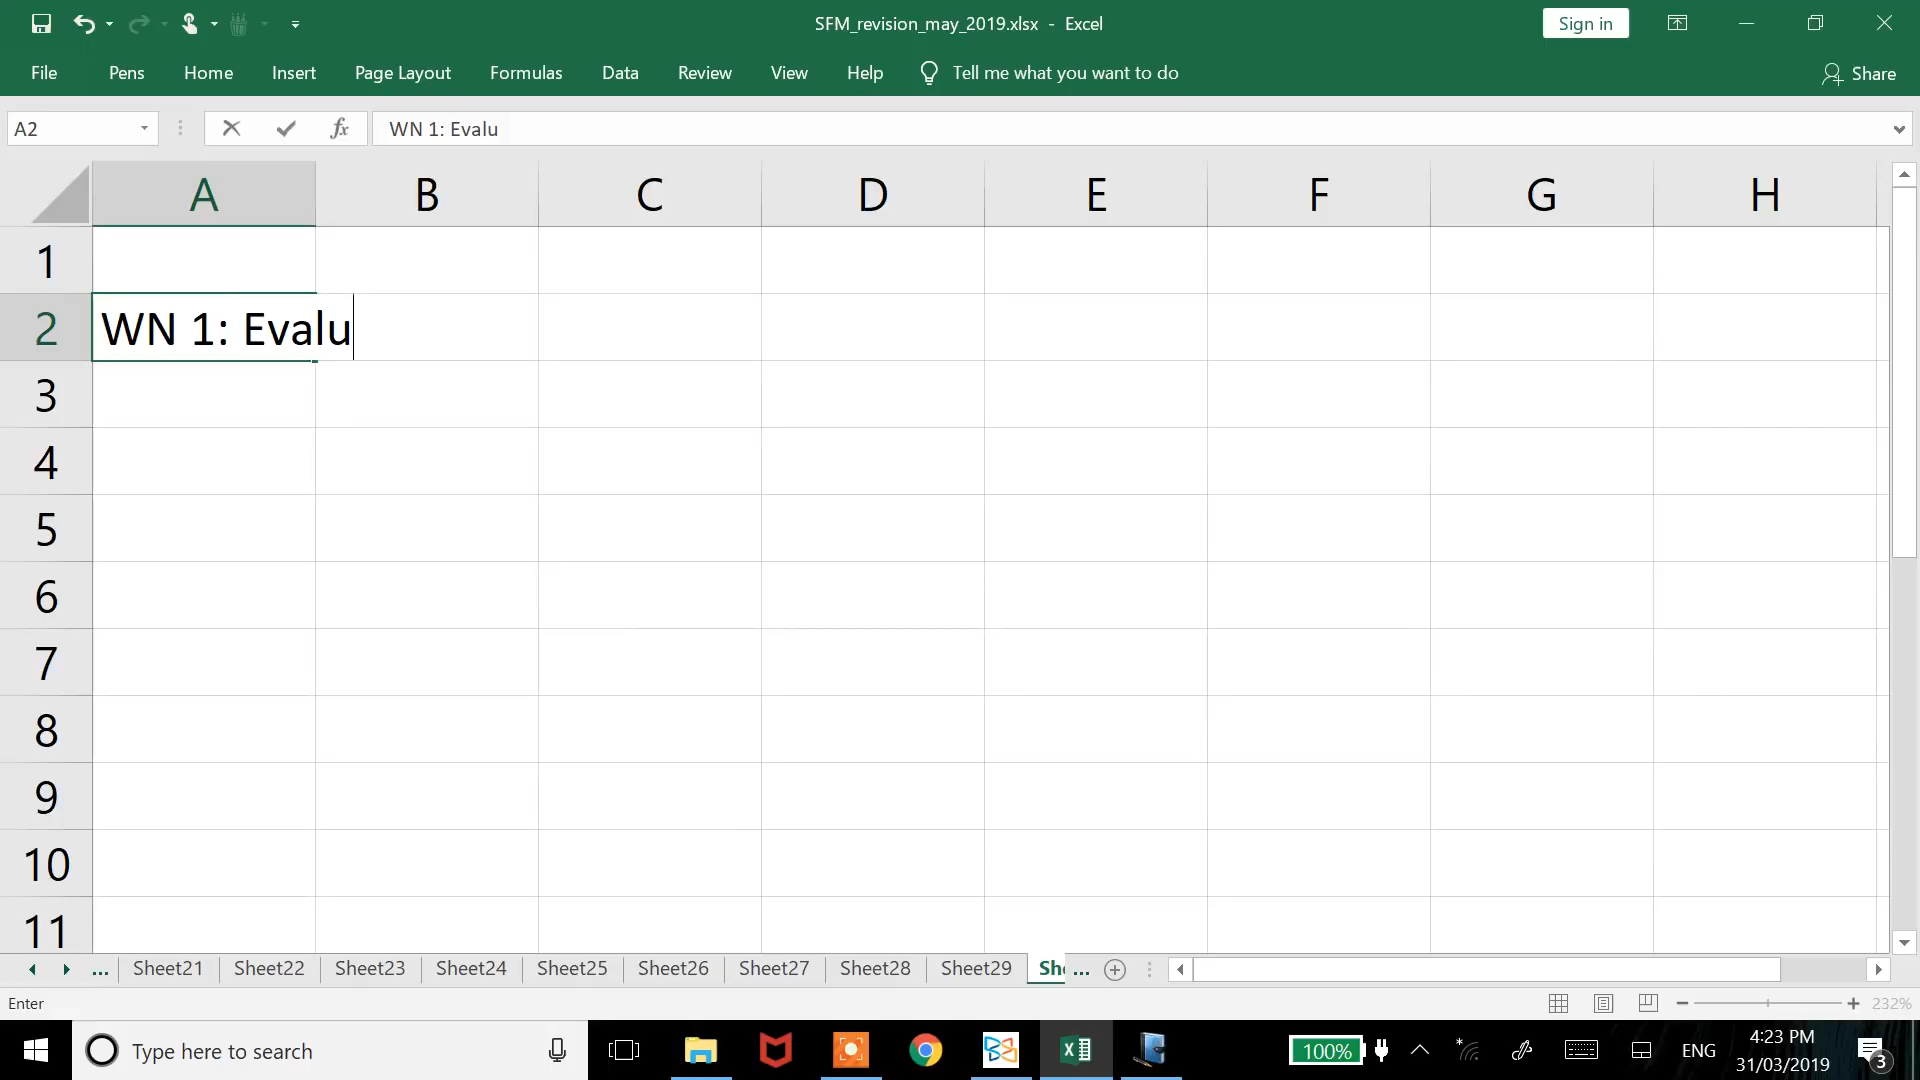 SFM_revision_may_2019.xlsx - Excel
Sign in
File Pens Home Insert Page Layout Formulas Data Review View Help Tell me what you want to do Share
A2 fx WN 1: Evalu
A B C D E F G H
1
2 WN 1: Evalu
3
4
5
6
7
8
9
10
11
... Sheet21 Sheet22 Sheet23 Sheet24 Sheet25 Sheet26 Sheet27 Sheet28 Sheet29 She ...
Enter 232%
Type here to search 100% ENG 4:23 PM
31/03/2019 3